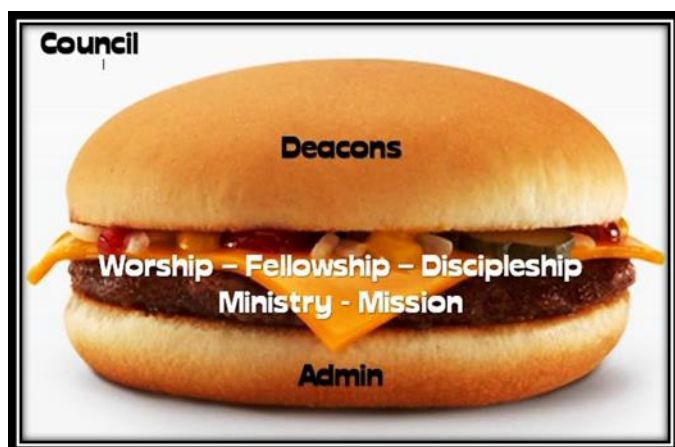 Council
Deacons
Worship – Fellowship – Discipleship
Ministry - Mission
Admin